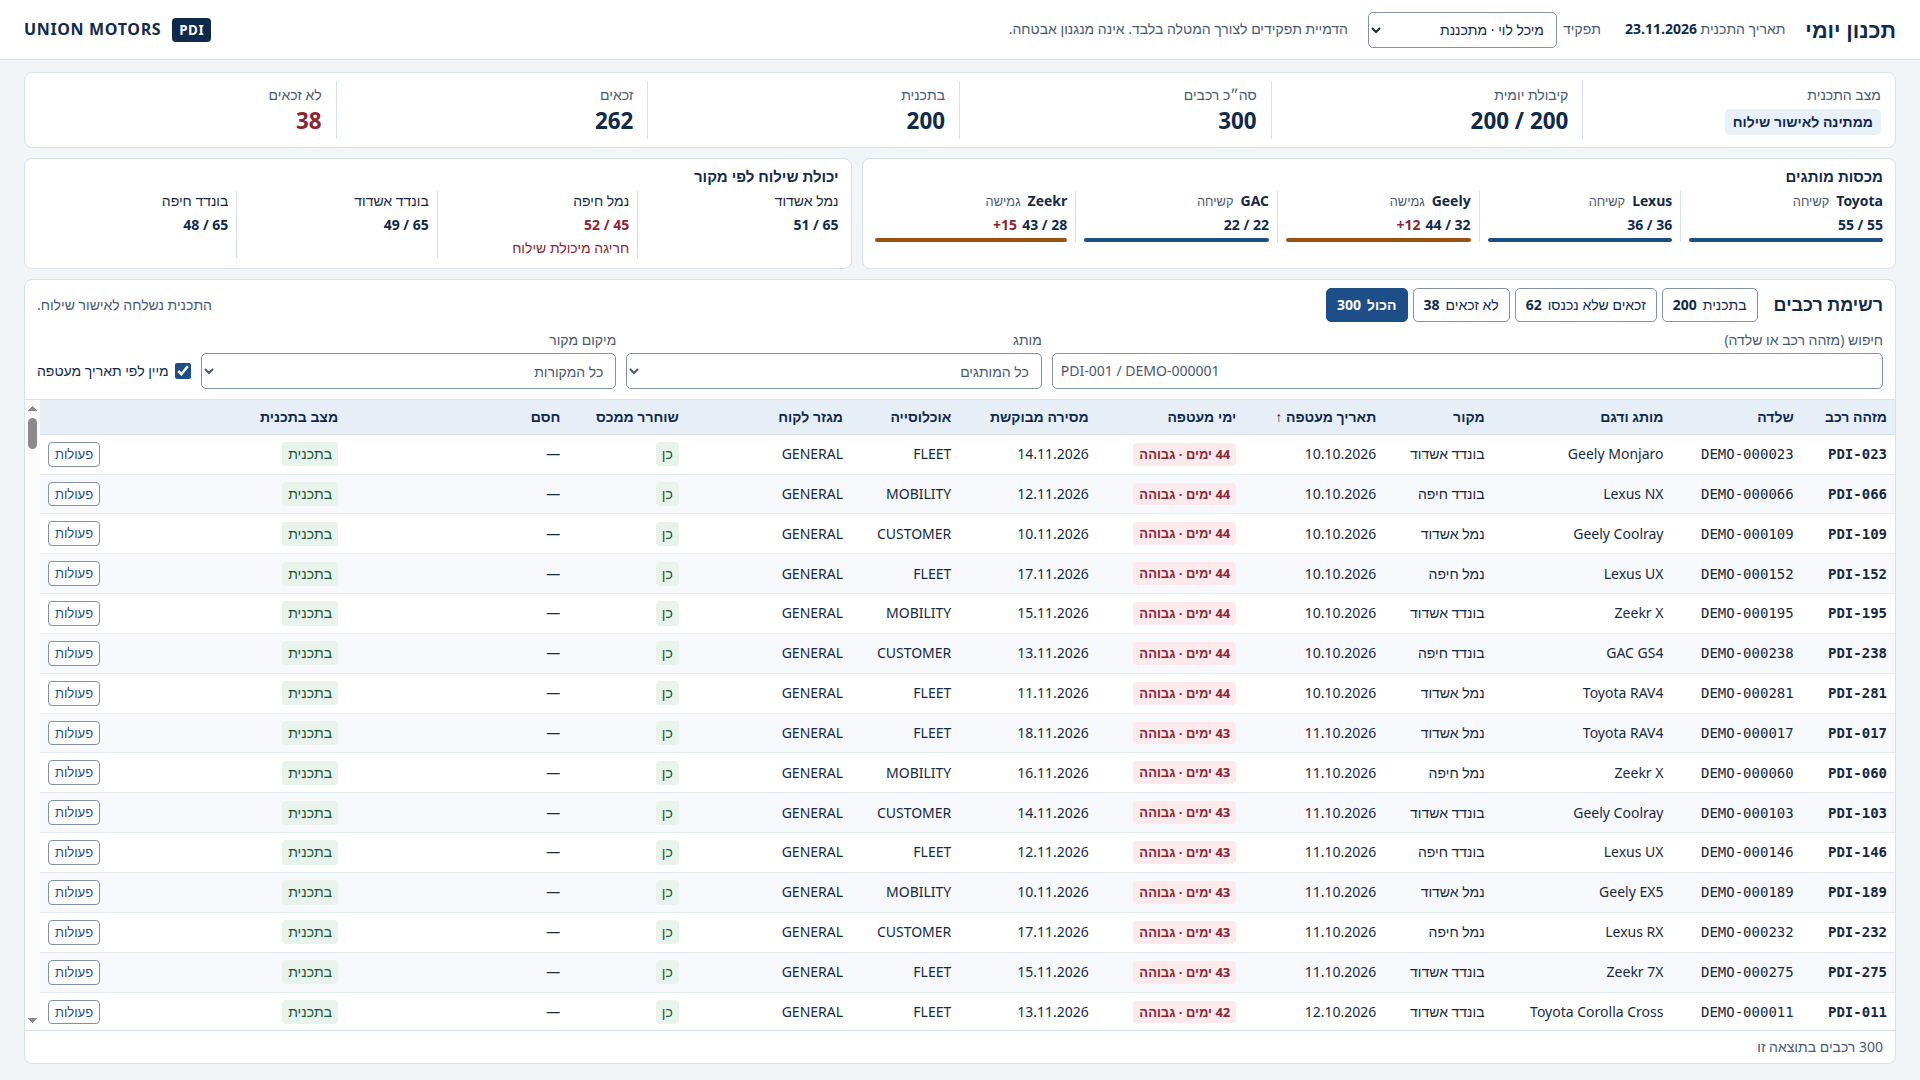 תכנון יומי תאריך התכנית 23.11.2026 תפקיד מיכל לוי · מתכננת הדמיית תפקידים לצורך המטלה בלבד. אינה מנגנון אבטחה. PDI UNION MOTORS
מצב התכנית קיבולת יומית סה״כ רכבים בתכנית זכאים לא זכאים
ממתינה לאישור שילוח 200 / 200 300 200 262 38
מכסות מותגים
Toyota קשיחה Lexus קשיחה Geely גמישה GAC קשיחה Zeekr גמישה
55 / 55 36 / 36 44 / 32 +12 22 / 22 43 / 28 +15
יכולת שילוח לפי מקור
נמל אשדוד נמל חיפה בונדד אשדוד בונדד חיפה
51 / 65 52 / 45 49 / 65 48 / 65
חריגה מיכולת שילוח
רשימת רכבים בתכנית 200 זכאים שלא נכנסו 62 לא זכאים 38 הכול 300 התכנית נשלחה לאישור שילוח.
חיפוש (מזהה רכב או שלדה) מותג מיקום מקור
PDI-001 / DEMO-000001 כל המותגים כל המקורות מיין לפי תאריך מעטפה
מזהה רכב שלדה מותג ודגם מקור תאריך מעטפה ↑ ימי מעטפה מסירה מבוקשת אוכלוסייה מגזר לקוח שוחרר ממכס חסם מצב בתכנית
PDI-023 DEMO-000023 Geely Monjaro בונדד אשדוד 10.10.2026 44 ימים · גבוהה 14.11.2026 FLEET GENERAL כן — בתכנית פעולות
PDI-066 DEMO-000066 Lexus NX בונדד חיפה 10.10.2026 44 ימים · גבוהה 12.11.2026 MOBILITY GENERAL כן — בתכנית פעולות
PDI-109 DEMO-000109 Geely Coolray נמל אשדוד 10.10.2026 44 ימים · גבוהה 10.11.2026 CUSTOMER GENERAL כן — בתכנית פעולות
PDI-152 DEMO-000152 Lexus UX נמל חיפה 10.10.2026 44 ימים · גבוהה 17.11.2026 FLEET GENERAL כן — בתכנית פעולות
PDI-195 DEMO-000195 Zeekr X בונדד אשדוד 10.10.2026 44 ימים · גבוהה 15.11.2026 MOBILITY GENERAL כן — בתכנית פעולות
PDI-238 DEMO-000238 GAC GS4 בונדד חיפה 10.10.2026 44 ימים · גבוהה 13.11.2026 CUSTOMER GENERAL כן — בתכנית פעולות
PDI-281 DEMO-000281 Toyota RAV4 נמל אשדוד 10.10.2026 44 ימים · גבוהה 11.11.2026 FLEET GENERAL כן — בתכנית פעולות
PDI-017 DEMO-000017 Toyota RAV4 נמל אשדוד 11.10.2026 43 ימים · גבוהה 18.11.2026 FLEET GENERAL כן — בתכנית פעולות
PDI-060 DEMO-000060 Zeekr X נמל חיפה 11.10.2026 43 ימים · גבוהה 16.11.2026 MOBILITY GENERAL כן — בתכנית פעולות
PDI-103 DEMO-000103 Geely Coolray בונדד אשדוד 11.10.2026 43 ימים · גבוהה 14.11.2026 CUSTOMER GENERAL כן — בתכנית פעולות
PDI-146 DEMO-000146 Lexus UX בונדד חיפה 11.10.2026 43 ימים · גבוהה 12.11.2026 FLEET GENERAL כן — בתכנית פעולות
PDI-189 DEMO-000189 Geely EX5 נמל אשדוד 11.10.2026 43 ימים · גבוהה 10.11.2026 MOBILITY GENERAL כן — בתכנית פעולות
PDI-232 DEMO-000232 Lexus RX נמל חיפה 11.10.2026 43 ימים · גבוהה 17.11.2026 CUSTOMER GENERAL כן — בתכנית פעולות
PDI-275 DEMO-000275 Zeekr 7X בונדד אשדוד 11.10.2026 43 ימים · גבוהה 15.11.2026 FLEET GENERAL כן — בתכנית פעולות
PDI-011 DEMO-000011 Toyota Corolla Cross בונדד אשדוד 12.10.2026 42 ימים · גבוהה 13.11.2026 FLEET GENERAL כן — בתכנית פעולות
300 רכבים בתוצאה זו